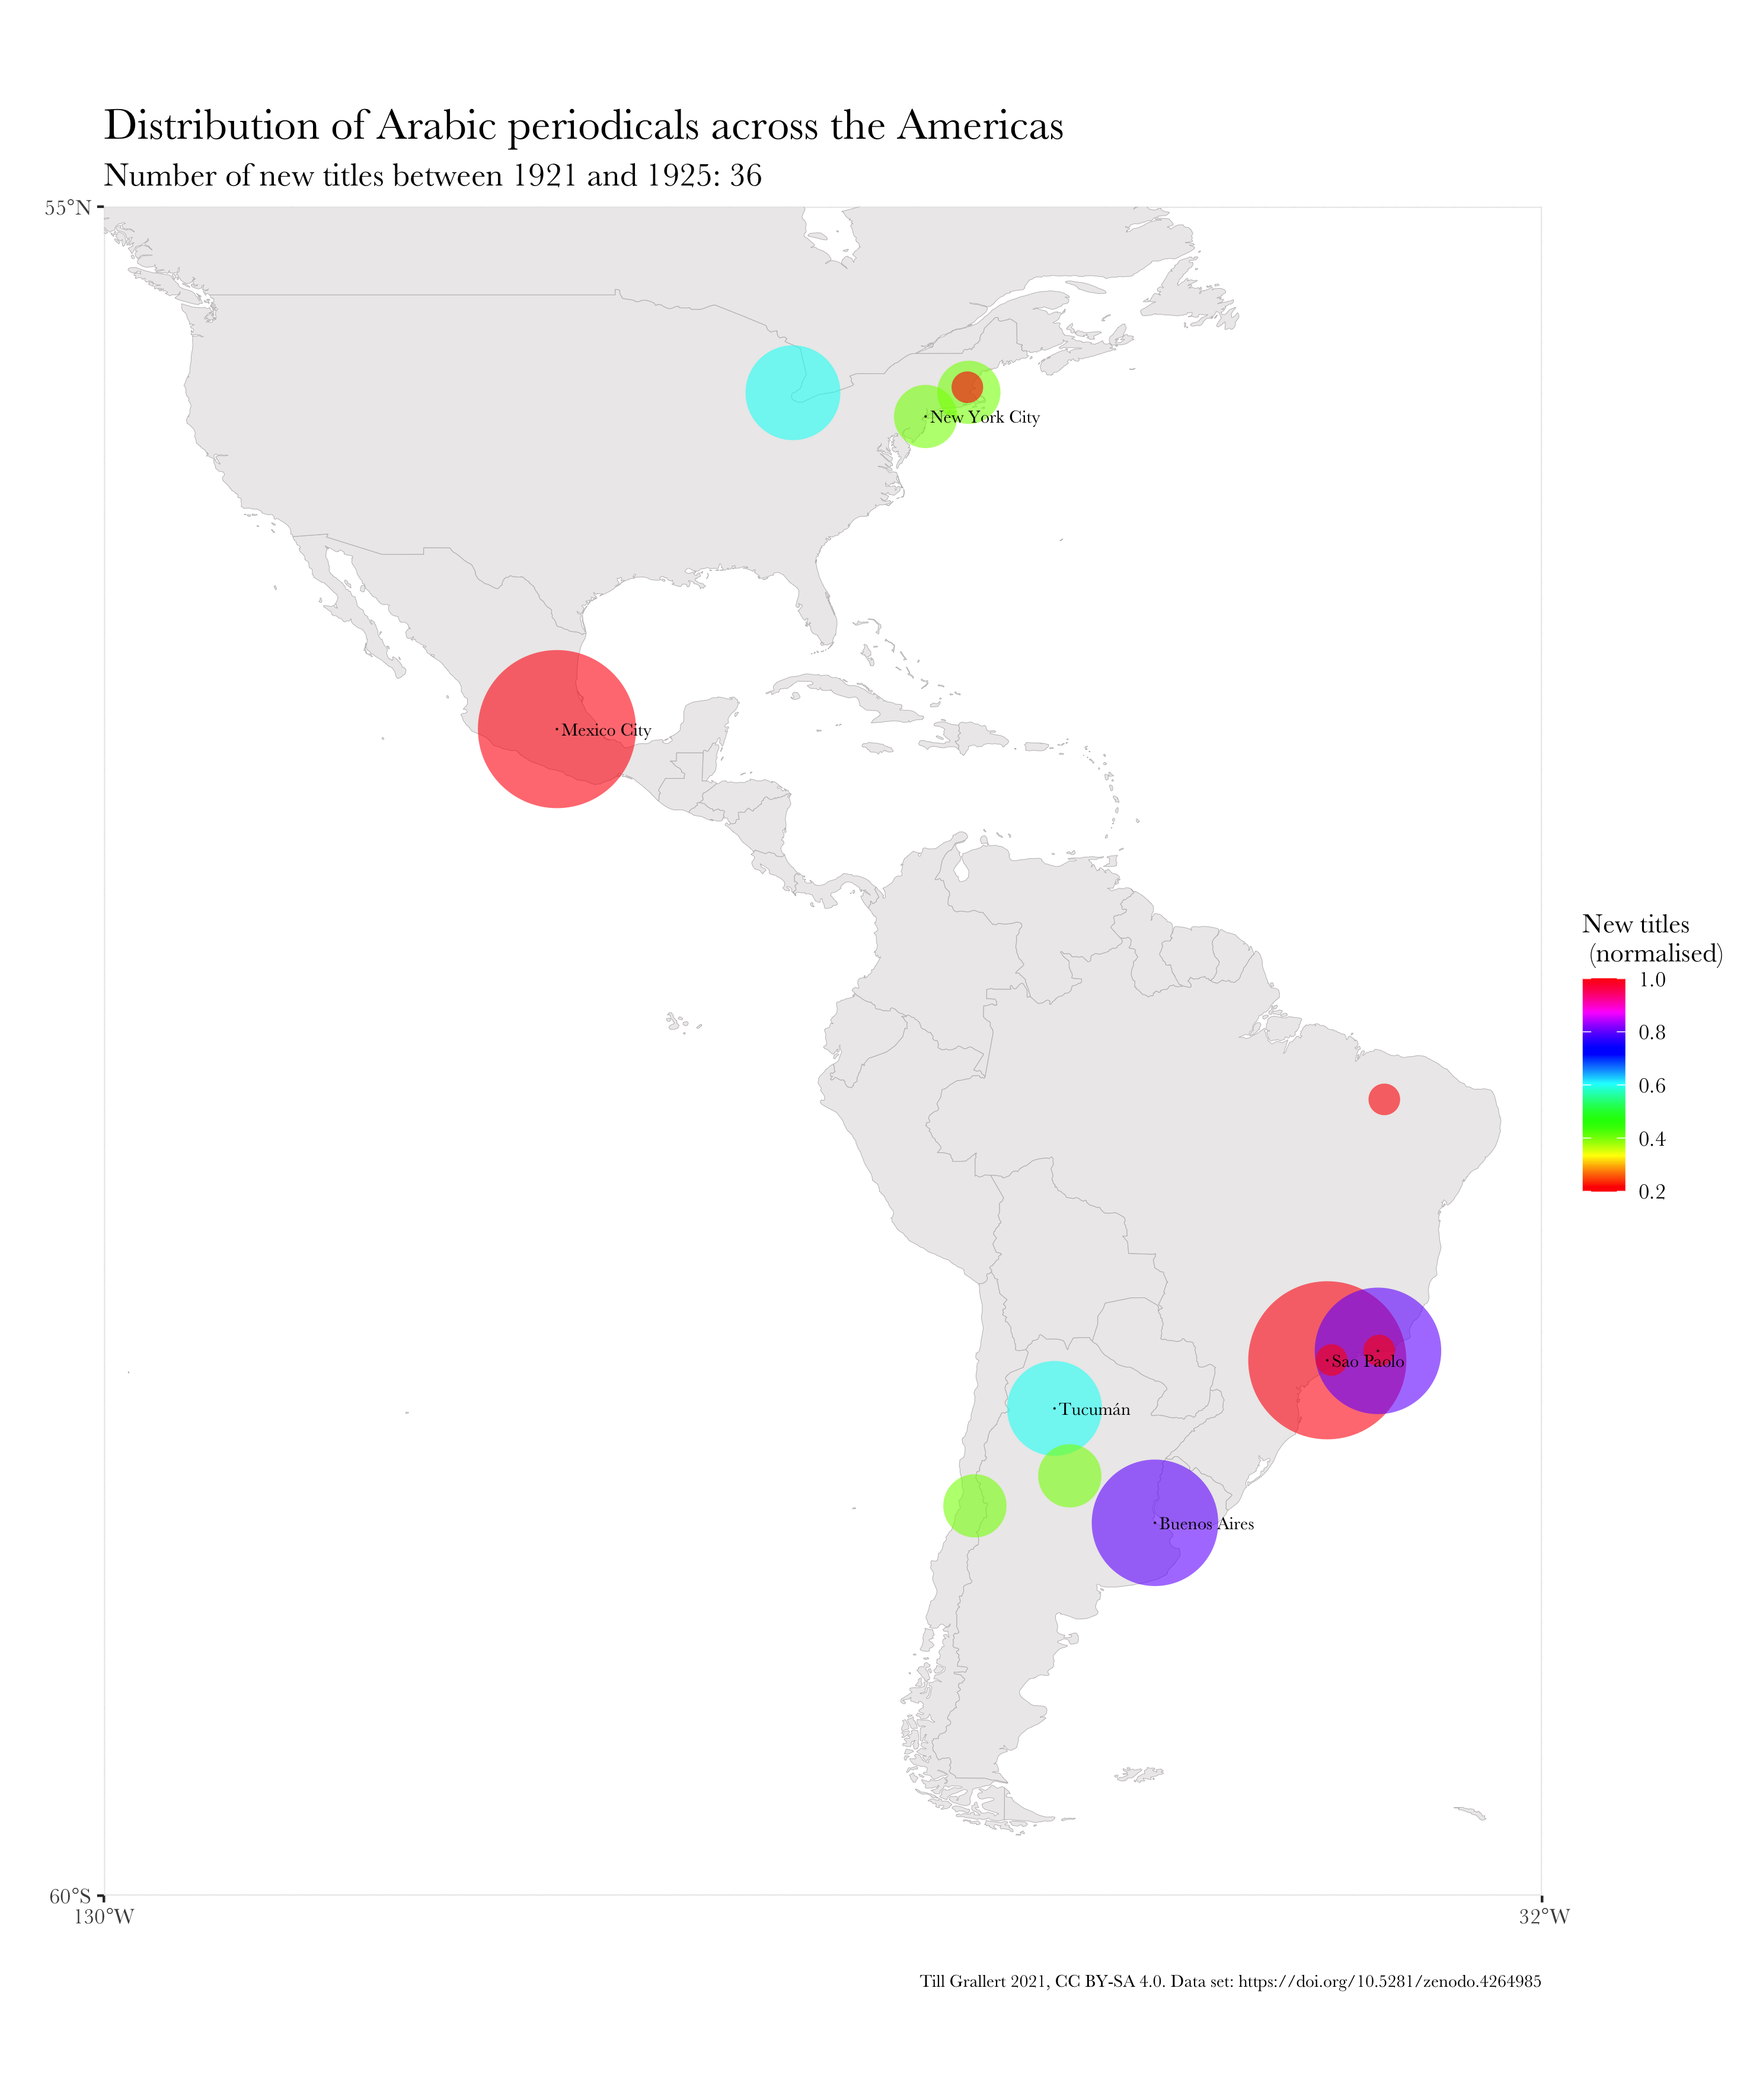 Distribution of Arabic periodicals across the Americas
Number of new titles between 1921 and 1925: 36
55°N
New York City
Mexico City
New titles
(normalised)
1.0
0.8
0.6
0.4
0.2
Sao Paolo
Tucumán
Buenos Aires
60°S
130°W
32°W
Till Grallert 2021, CC BY-SA 4.0. Data set: https://doi.org/10.5281/zenodo.4264985